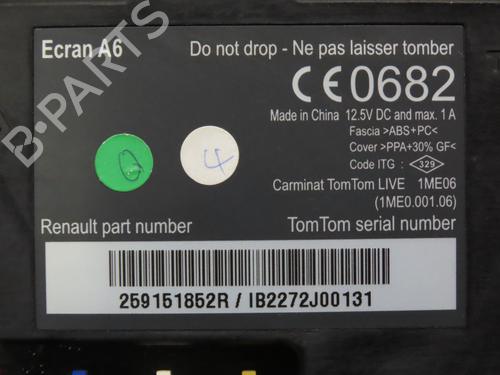 Ecran A6
Do not drop - Ne pas laisser tomber
CE0682
Made in China 12.5V DC and max. 1 A
Fascia >ABS+PC<
Cover >PPA+30% GF<
Code ITG : 329
Carminat TomTom LIVE 1ME06
(1ME0.001.06)
Renault part number
TomTom serial number
259151852R / IB2272J00131
B-PARTS
4